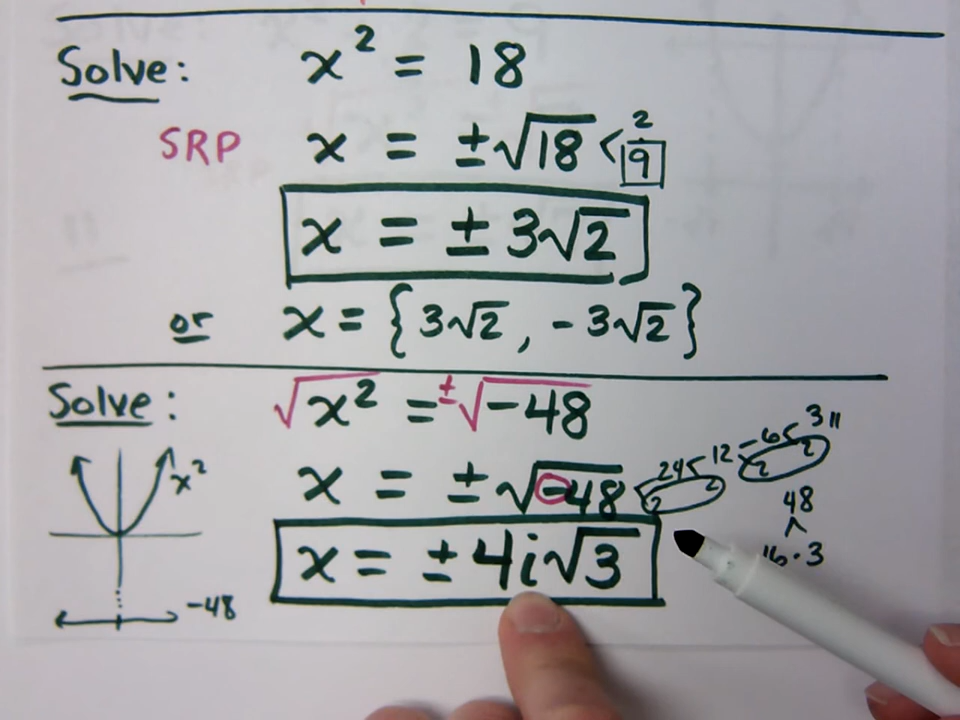 Solve: x² = 18
SRP x = ±√18 < 2 9
x = ±3√2
or x = {3√2, -3√2}
Solve: √x² = ±√-48
x = ±√-48 < 2 24 < 2 12 < 2 6 < 2 3
x²
48
16 · 3
x = ±4i√3
-48